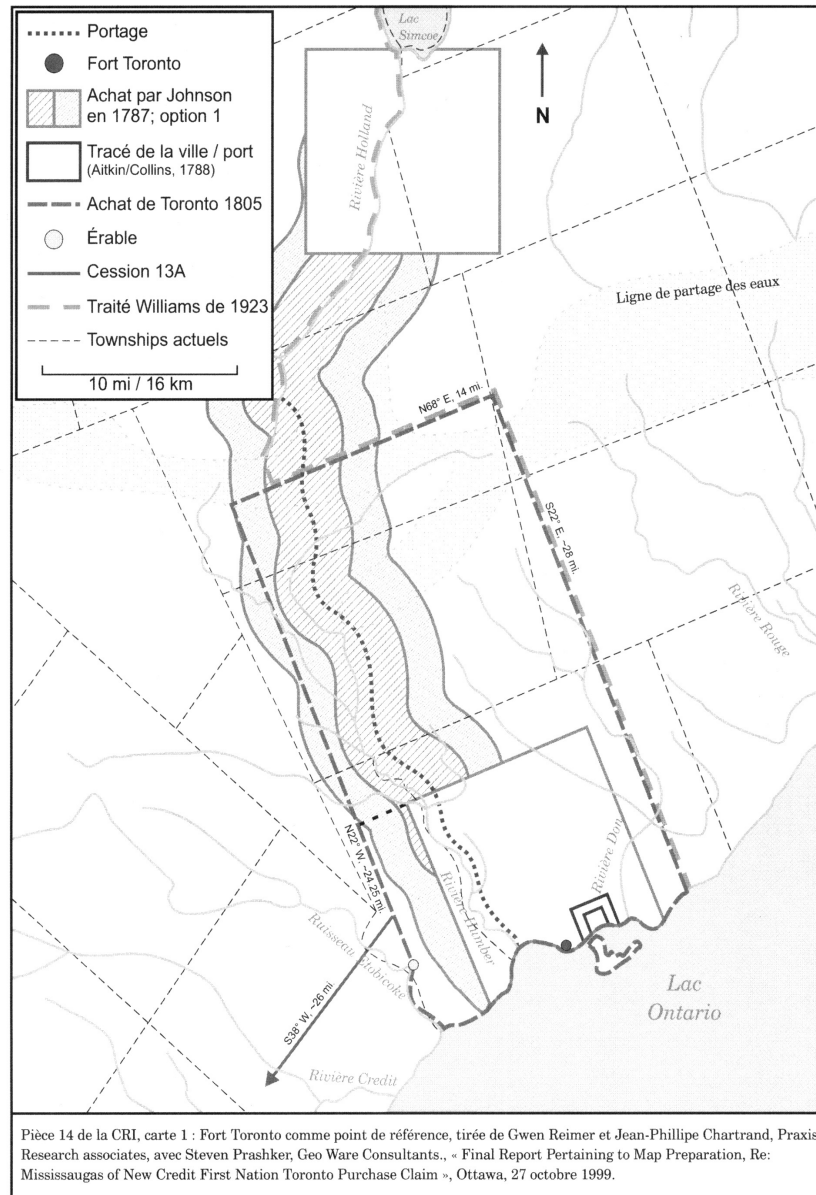 Portage
Fort Toronto
Achat par Johnson
en 1787; option 1
Tracé de la ville / port
(Aitkin/Collins, 1788)
Achat de Toronto 1805
Érable
Cession 13A
Traité Williams de 1923
Townships actuels
10 mi / 16 km
Lac
Simcoe
N
Rivière Holland
Ligne de partage des eaux
N68° E, 14 mi.
S22° E, ~28 mi.
Rivière Rouge
N22° W, ~24,25 mi.
Rivière Humber
Rivière Don
Ruisseau Etobicoke
S38° W, ~26 mi.
Rivière Credit
Lac
Ontario
Pièce 14 de la CRI, carte 1 : Fort Toronto comme point de référence, tirée de Gwen Reimer et Jean-Phillipe Chartrand, Praxis
Research associates, avec Steven Prashker, Geo Ware Consultants., « Final Report Pertaining to Map Preparation, Re:
Mississaugas of New Credit First Nation Toronto Purchase Claim », Ottawa, 27 octobre 1999.